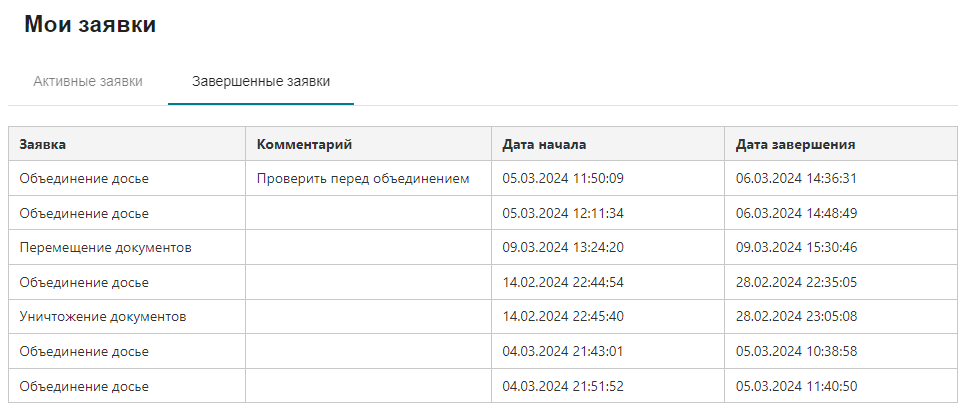 Мои заявки
Активные заявки Завершенные заявки
Заявка Комментарий Дата начала Дата завершения
Объединение досье Проверить перед объединением 05.03.2024 11:50:09 06.03.2024 14:36:31
Объединение досье 05.03.2024 12:11:34 06.03.2024 14:48:49
Перемещение документов 09.03.2024 13:24:20 09.03.2024 15:30:46
Объединение досье 14.02.2024 22:44:54 28.02.2024 22:35:05
Уничтожение документов 14.02.2024 22:45:40 28.02.2024 23:05:08
Объединение досье 04.03.2024 21:43:01 05.03.2024 10:38:58
Объединение досье 04.03.2024 21:51:52 05.03.2024 11:40:50